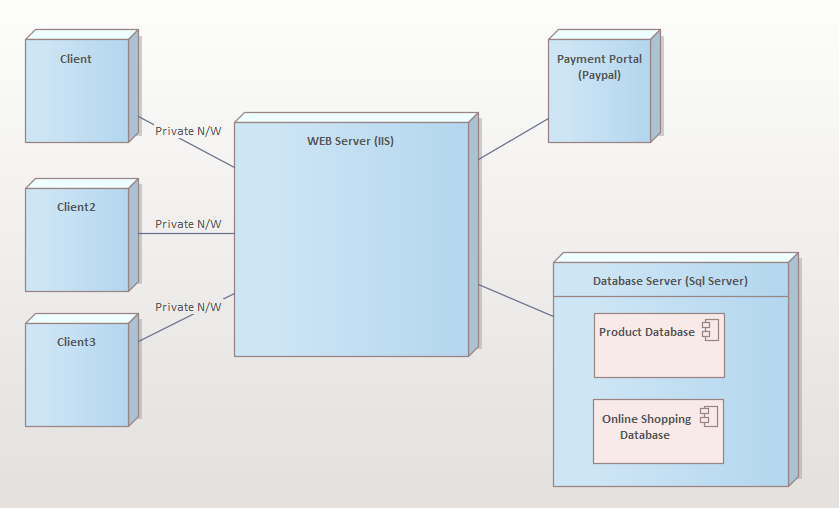 Client
Payment Portal
(Paypal)
Private N/W
WEB Server (IIS)
Client2
Private N/W
Database Server (Sql Server)
Private N/W
Product Database
Client3
Online Shopping
Database